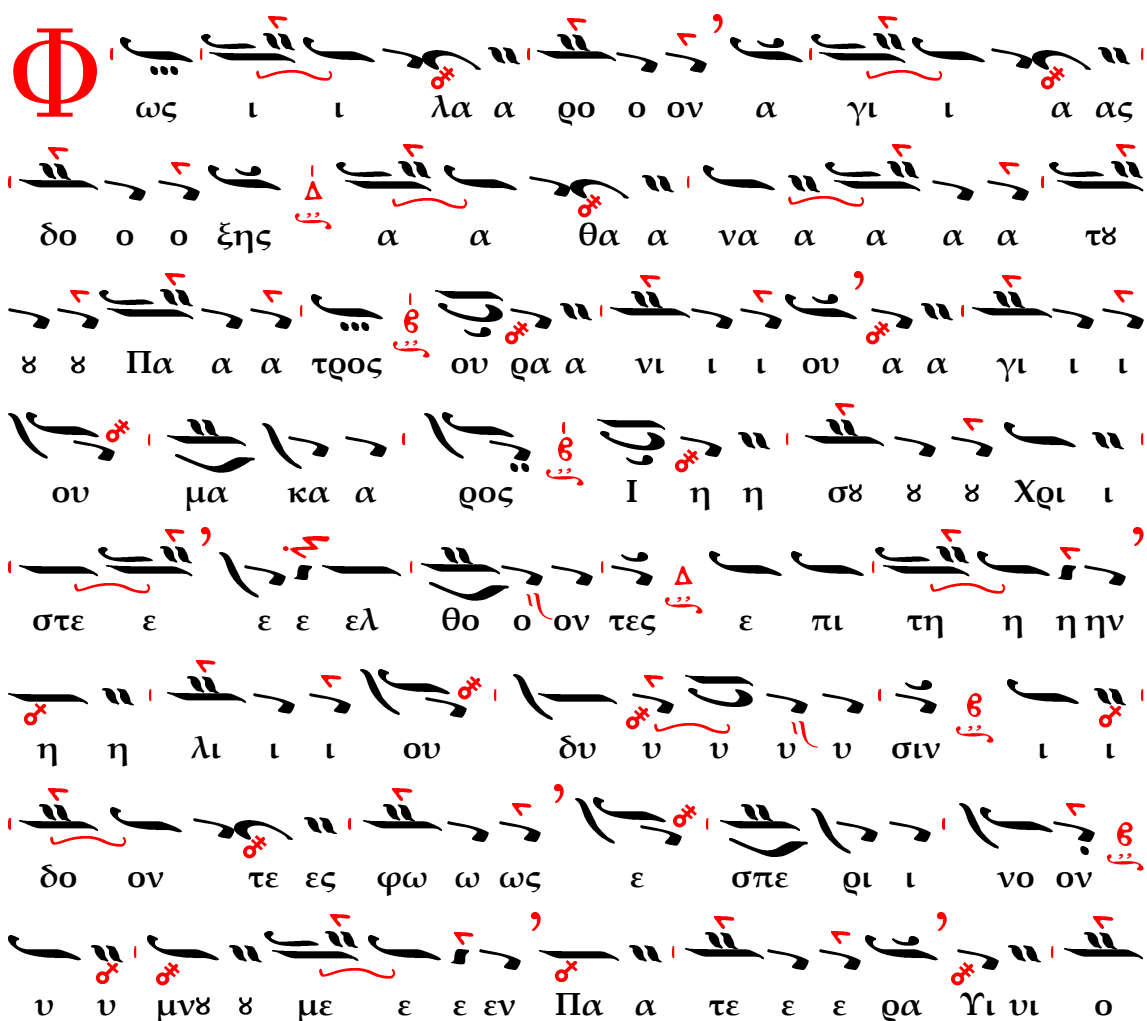 Φως ι ι λα α ρο ο ον α γι ι α ας
δο ο ο ξης α α θα α να α α α α τȣ
ȣ ȣ Πα α α τρος ου ρα α νι ι ι ου α α γι ι ι
ου μα κα α ρος Ι η η σȣ ȣ ȣ Χρι ι
στε ε ε ε ελ θο ο ον τες ε πι τη η η ην
η η λι ι ι ου δυ υ υ υ υ σιν ι ι
δο ον τε ες φω ω ως ε σπε ρι ι νο ον
υ υ μνȣ ȣ με ε ε εν Πα α τε ε ε ρα Υι υι ο